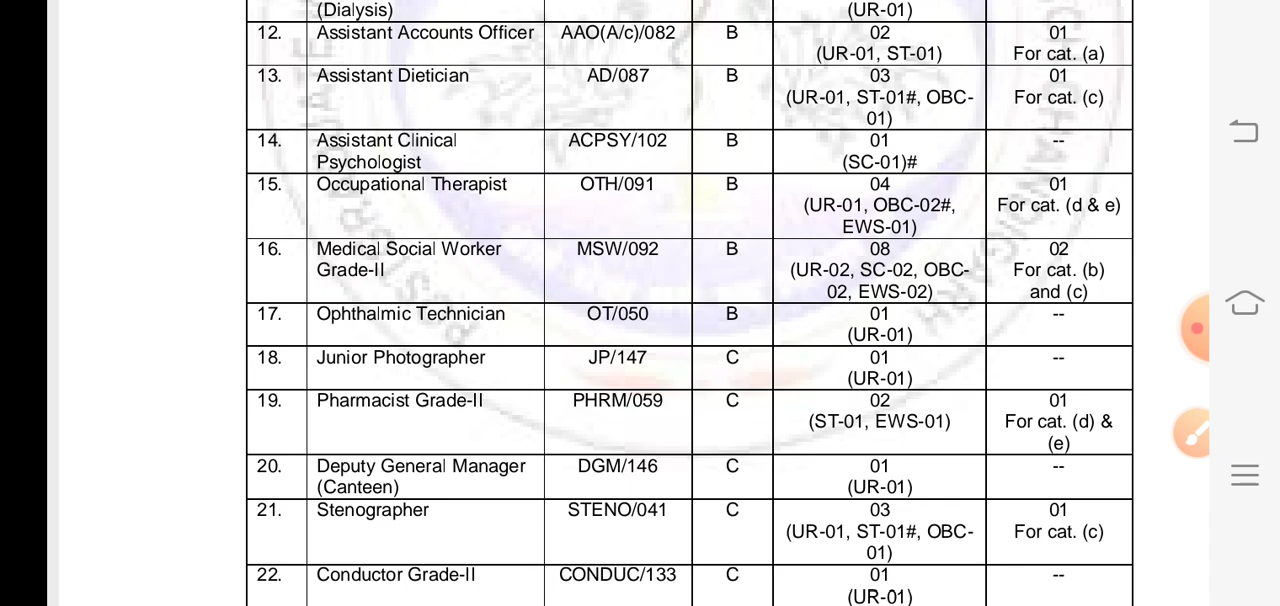 (Dialysis) (UR-01)
12. Assistant Accounts Officer AAO(A/c)/082 B 02 01
(UR-01, ST-01) For cat. (a)
13. Assistant Dietician AD/087 B 03 01
(UR-01, ST-01#, OBC- For cat. (c)
01)
14. Assistant Clinical ACPSY/102 B 01 --
Psychologist (SC-01)#
15. Occupational Therapist OTH/091 B 04 01
(UR-01, OBC-02#, For cat. (d & e)
EWS-01)
16. Medical Social Worker MSW/092 B 08 02
Grade-II (UR-02, SC-02, OBC- For cat. (b)
02, EWS-02) and (c)
17. Ophthalmic Technician OT/050 B 01 --
(UR-01)
18. Junior Photographer JP/147 C 01 --
(UR-01)
19. Pharmacist Grade-II PHRM/059 C 02 01
(ST-01, EWS-01) For cat. (d) &
(e)
20. Deputy General Manager DGM/146 C 01 --
(Canteen) (UR-01)
21. Stenographer STENO/041 C 03 01
(UR-01, ST-01#, OBC- For cat. (c)
01)
22. Conductor Grade-II CONDUC/133 C 01 --
(UR-01)